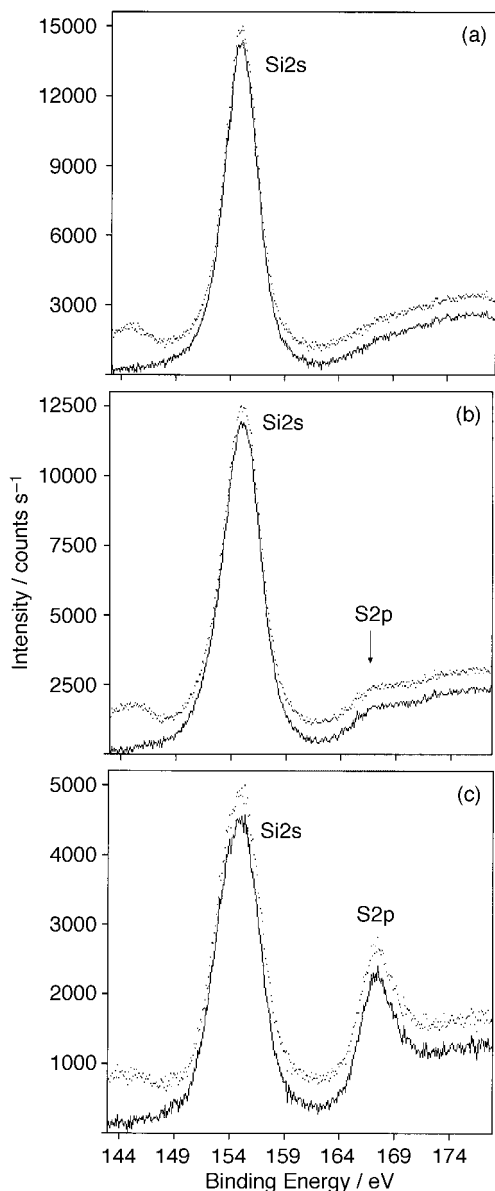 15000
12000
9000
6000
3000
Si2s
(a)
12500
10000
7500
5000
2500
Si2s
(b)
S2p
Intensity / counts s⁻¹
5000
4000
3000
2000
1000
Si2s
(c)
S2p
144 149 154 159 164 169 174
Binding Energy / eV